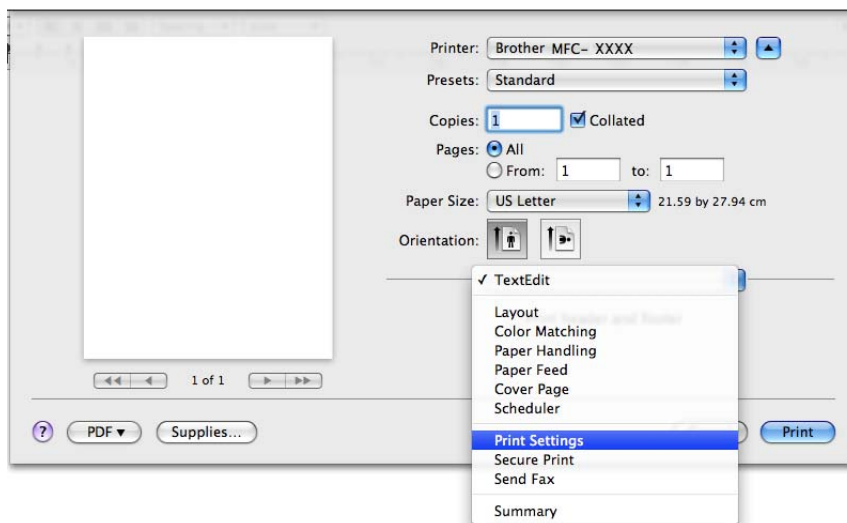 Printer: Brother MFC- XXXX
Presets: Standard
Copies: 1 Collated
Pages: All
From: 1 to: 1
Paper Size: US Letter 21.59 by 27.94 cm
Orientation:
✓ TextEdit
Layout
Color Matching
Paper Handling
Paper Feed
Cover Page
Scheduler
1 of 1
? PDF▼ Supplies... Print
Print Settings
Secure Print
Send Fax
Summary